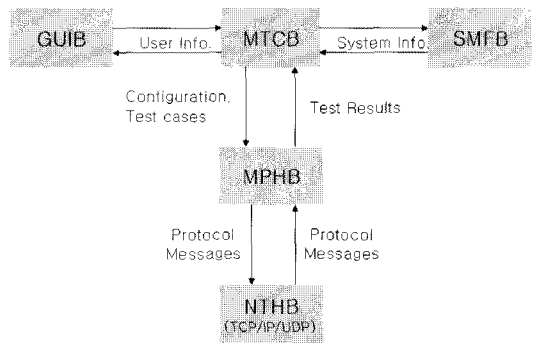 GUIB
User Info.
MTCB
System Info.
SMFB
Configuration,
Test cases
Test Results
MPHB
Protocol
Messages
Protocol
Messages
NTHB
(TCP/IP/UDP)